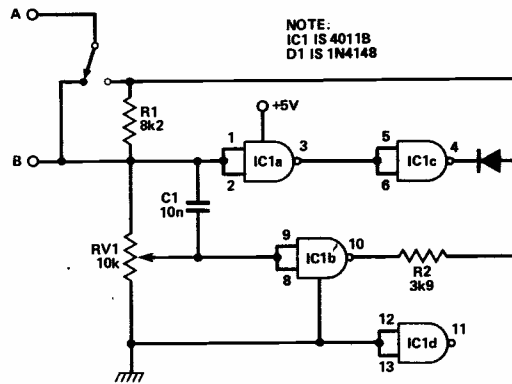 A
NOTE:
IC1 IS 4011B
D1 IS 1N4148
R1
8k2
+5V
B
1
2
IC1a
3
5
6
IC1c
4
C1
10n
RV1
10k
9
8
IC1b
10
R2
3k9
12
13
IC1d
11